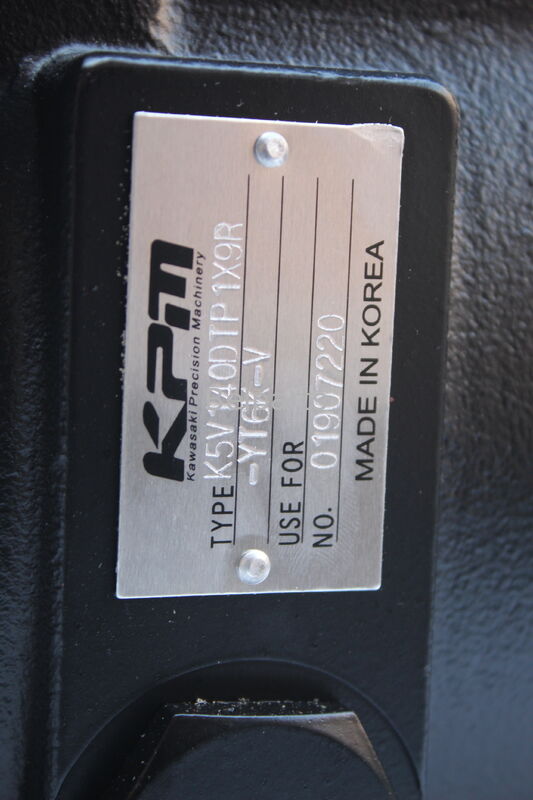 KPM
Kawasaki Precision Machinery
TYPE K5V140DTP1X9R
-YT6K-V
USE FOR
NO. 01907220
MADE IN KOREA